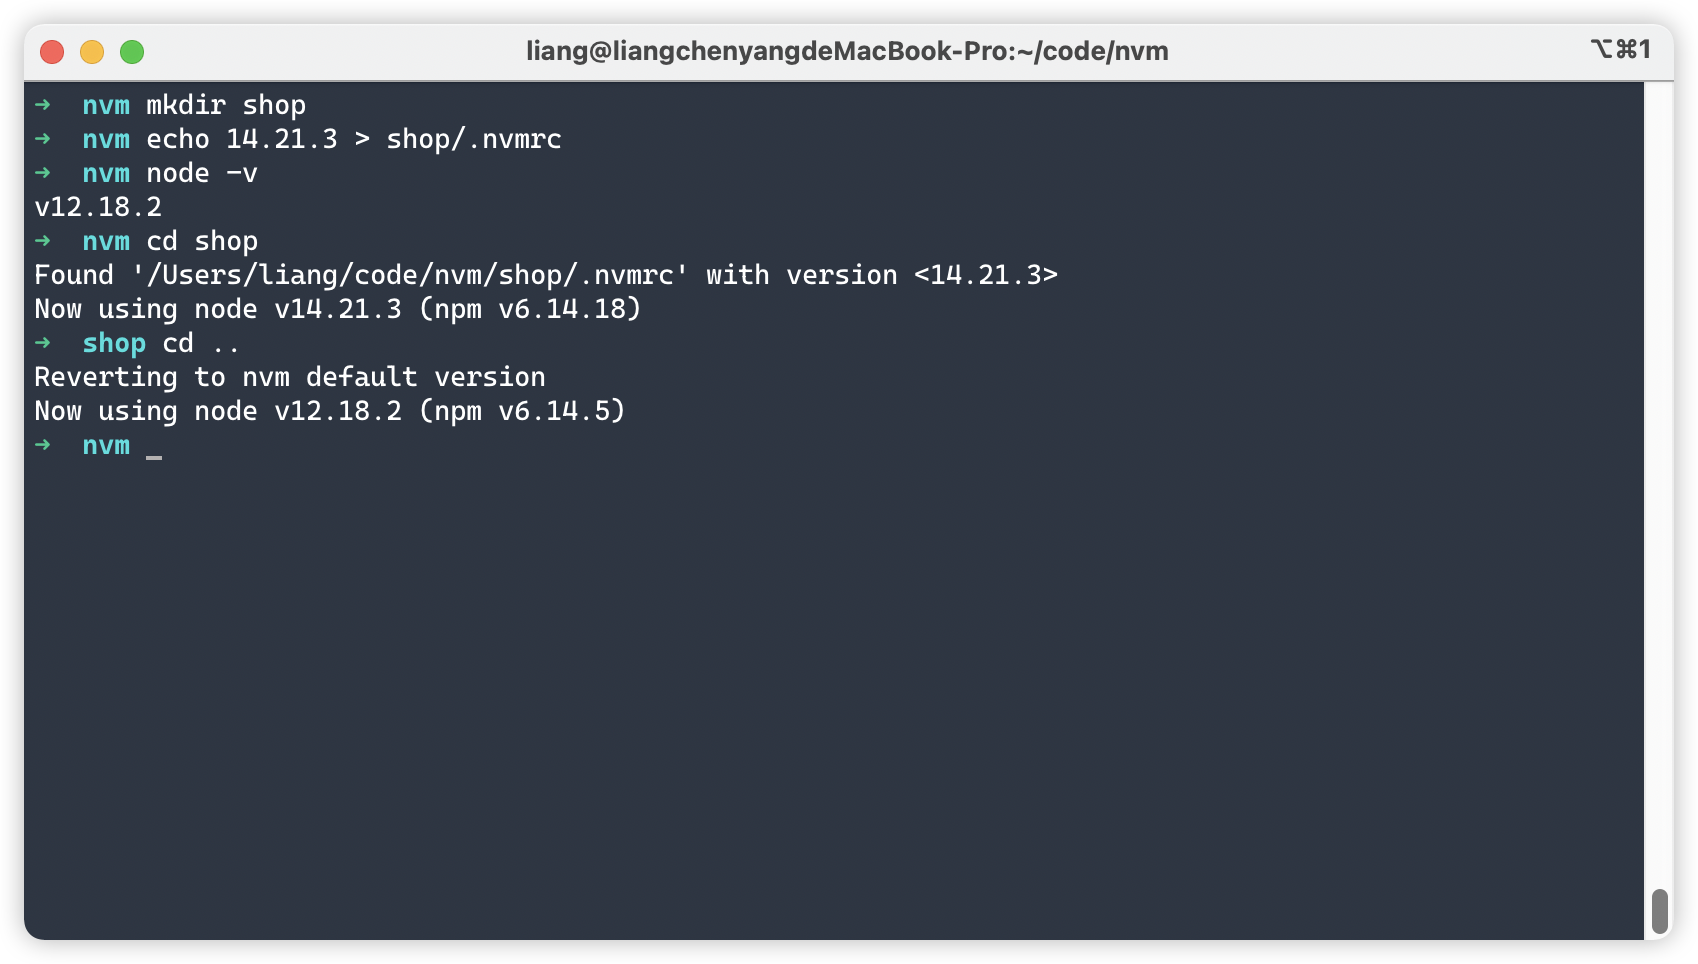 liang@liangchenyangdeMacBook-Pro:~/code/nvm
⌥⌘1
➜  nvm mkdir shop
➜  nvm echo 14.21.3 > shop/.nvmrc
➜  nvm node -v
v12.18.2
➜  nvm cd shop
Found '/Users/liang/code/nvm/shop/.nvmrc' with version <14.21.3>
Now using node v14.21.3 (npm v6.14.18)
➜  shop cd ..
Reverting to nvm default version
Now using node v12.18.2 (npm v6.14.5)
➜  nvm _